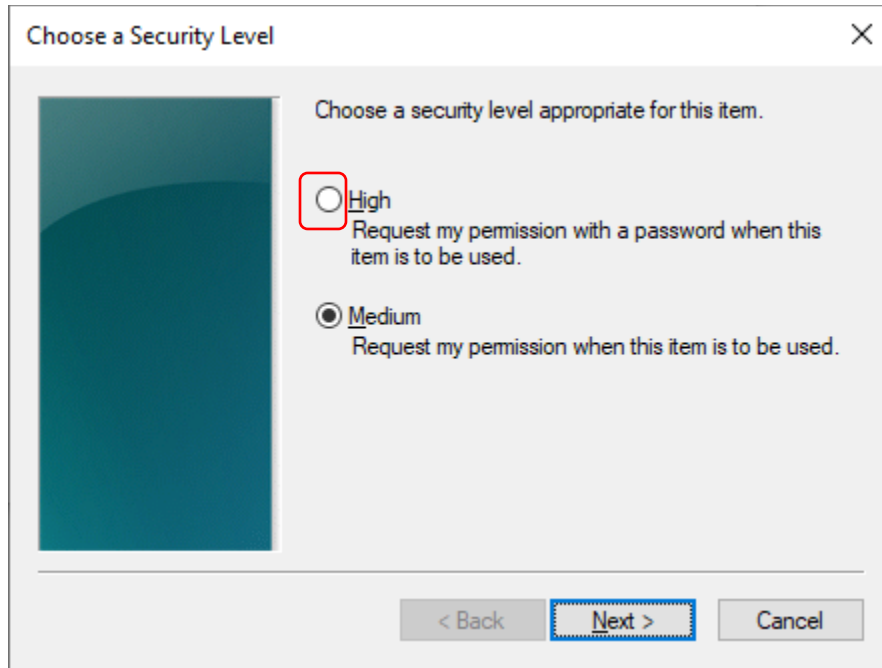 Choose a Security Level
Choose a security level appropriate for this item.
High
Request my permission with a password when this
item is to be used.
Medium
Request my permission when this item is to be used.
< Back
Next >
Cancel